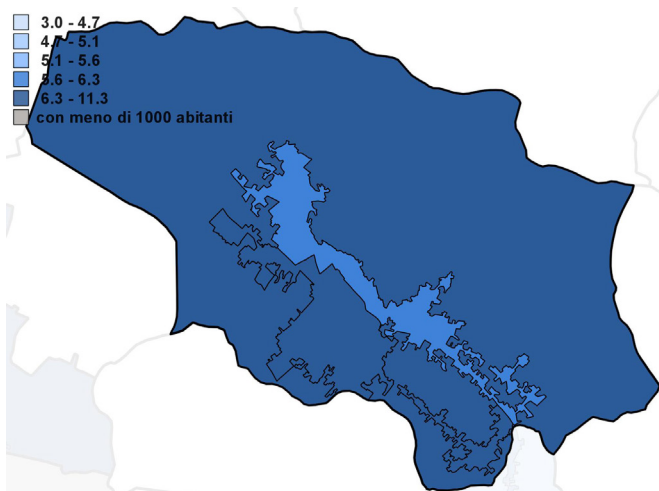 3.0 - 4.7
4.7 - 5.1
5.1 - 5.6
5.6 - 6.3
6.3 - 11.3
con meno di 1000 abitanti